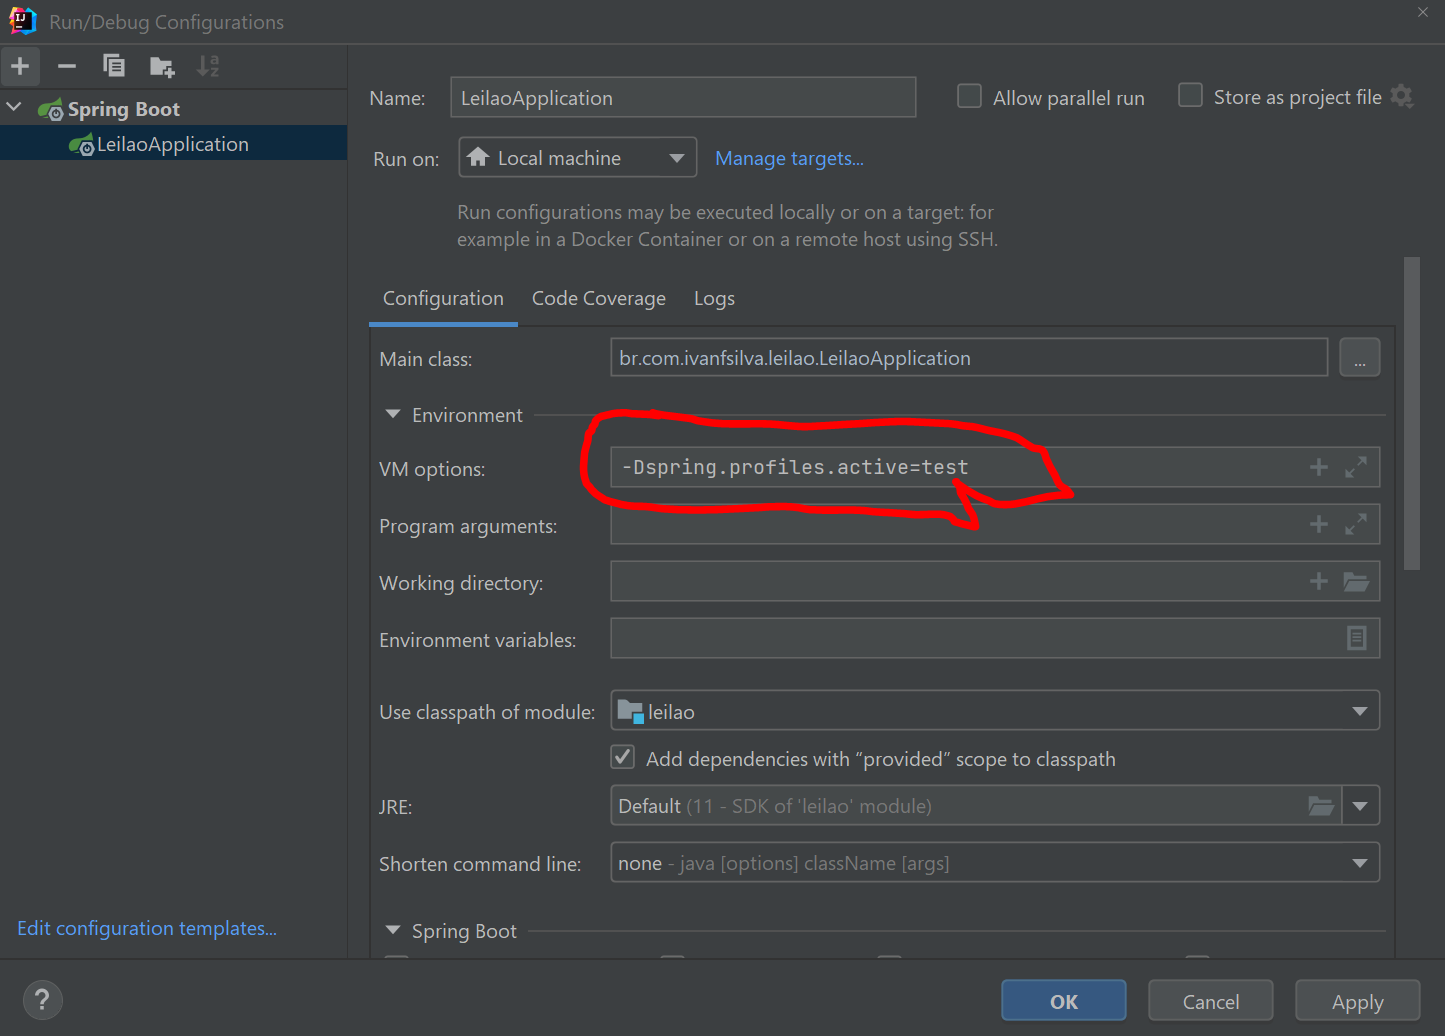 Run/Debug Configurations
Spring Boot
LeilaoApplication
Edit configuration templates...
Name: LeilaoApplication Allow parallel run Store as project file
Run on: Local machine Manage targets...
Run configurations may be executed locally or on a target: for
example in a Docker Container or on a remote host using SSH.
Configuration Code Coverage Logs
Main class: br.com.ivanfsilva.leilao.LeilaoApplication ...
Environment
VM options: -Dspring.profiles.active=test
Program arguments:
Working directory:
Environment variables:
Use classpath of module: leilao
Add dependencies with “provided” scope to classpath
JRE: Default (11 - SDK of 'leilao' module)
Shorten command line: none - java [options] className [args]
Spring Boot
? OK Cancel Apply